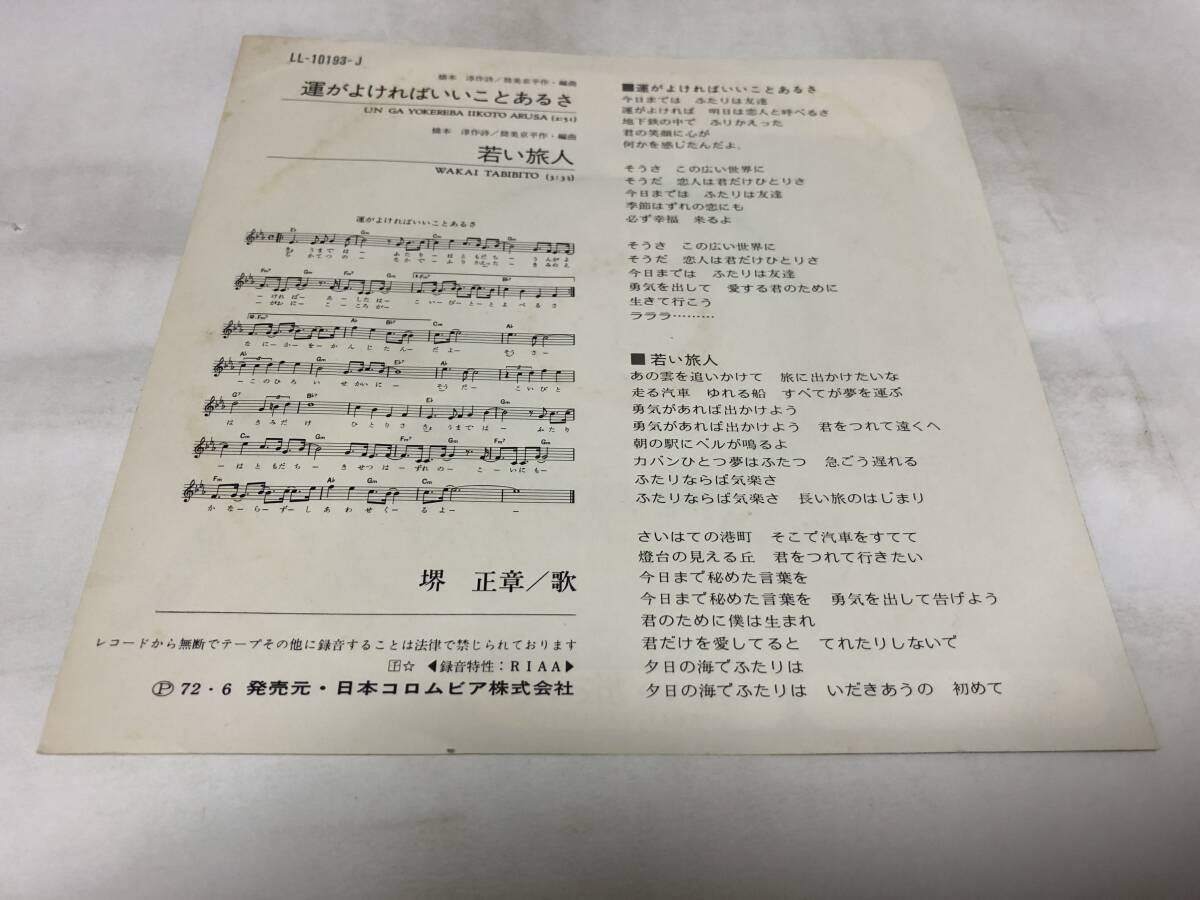 LL-10193-J
橋本 淳作詩/筒美京平作・編曲
運がよければいいことあるさ
UN GA YOKEREBA IIKOTO ARUSA (2:51)
橋本 淳作詩/筒美京平作・編曲
若い旅人
WAKAI TABIBITO (3:33)
運がよければいいことあるさ
堺 正章/歌
レコードから無断でテープその他に録音することは法律で禁じられております
◀録音特性:RIAA▶
Ⓟ72・6 発売元・日本コロムビア株式会社
■運がよければいいことあるさ
今日までは ふたりは友達
運がよければ 明日は恋人と呼べるさ
地下鉄の中で ふりかえった
君の笑顔に心が
何かを感じたんだよ。
そうさ この広い世界に
そうだ 恋人は君だけひとりさ
今日までは ふたりは友達
季節はずれの恋にも
必ず幸福 来るよ
そうさ この広い世界に
そうだ 恋人は君だけひとりさ
今日までは ふたりは友達
勇気を出して 愛する君のために
生きて行こう
ラララ………
■若い旅人
あの雲を追いかけて 旅に出かけたいな
走る汽車 ゆれる船 すべてが夢を運ぶ
勇気があれば出かけよう
勇気があれば出かけよう 君をつれて遠くへ
朝の駅にベルが鳴るよ
カバンひとつ夢はふたつ 急ごう遅れる
ふたりならば気楽さ
ふたりならば気楽さ 長い旅のはじまり
さいはての港町 そこで汽車をすてて
燈台の見える丘 君をつれて行きたい
今日まで秘めた言葉を
今日まで秘めた言葉を 勇気を出して告げよう
君のために僕は生まれ
君だけを愛してると てれたりしないで
夕日の海でふたりは
夕日の海でふたりは いだきあうの 初めて